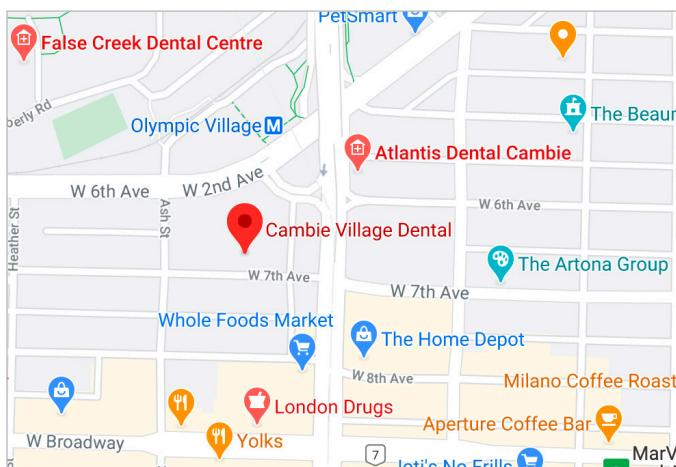 PetSmart
False Creek Dental Centre
The Beaum
Olympic Village M
Atlantis Dental Cambie
W 2nd Ave
W 6th Ave
W 6th Ave
Ash St
Heather St
Cambie Village Dental
The Artona Group
W 7th Ave
W 7th Ave
Whole Foods Market
The Home Depot
W 8th Ave
Milano Coffee Roast
London Drugs
Aperture Coffee Bar
W Broadway
Yolks
7
Joti's No Frills
MarV